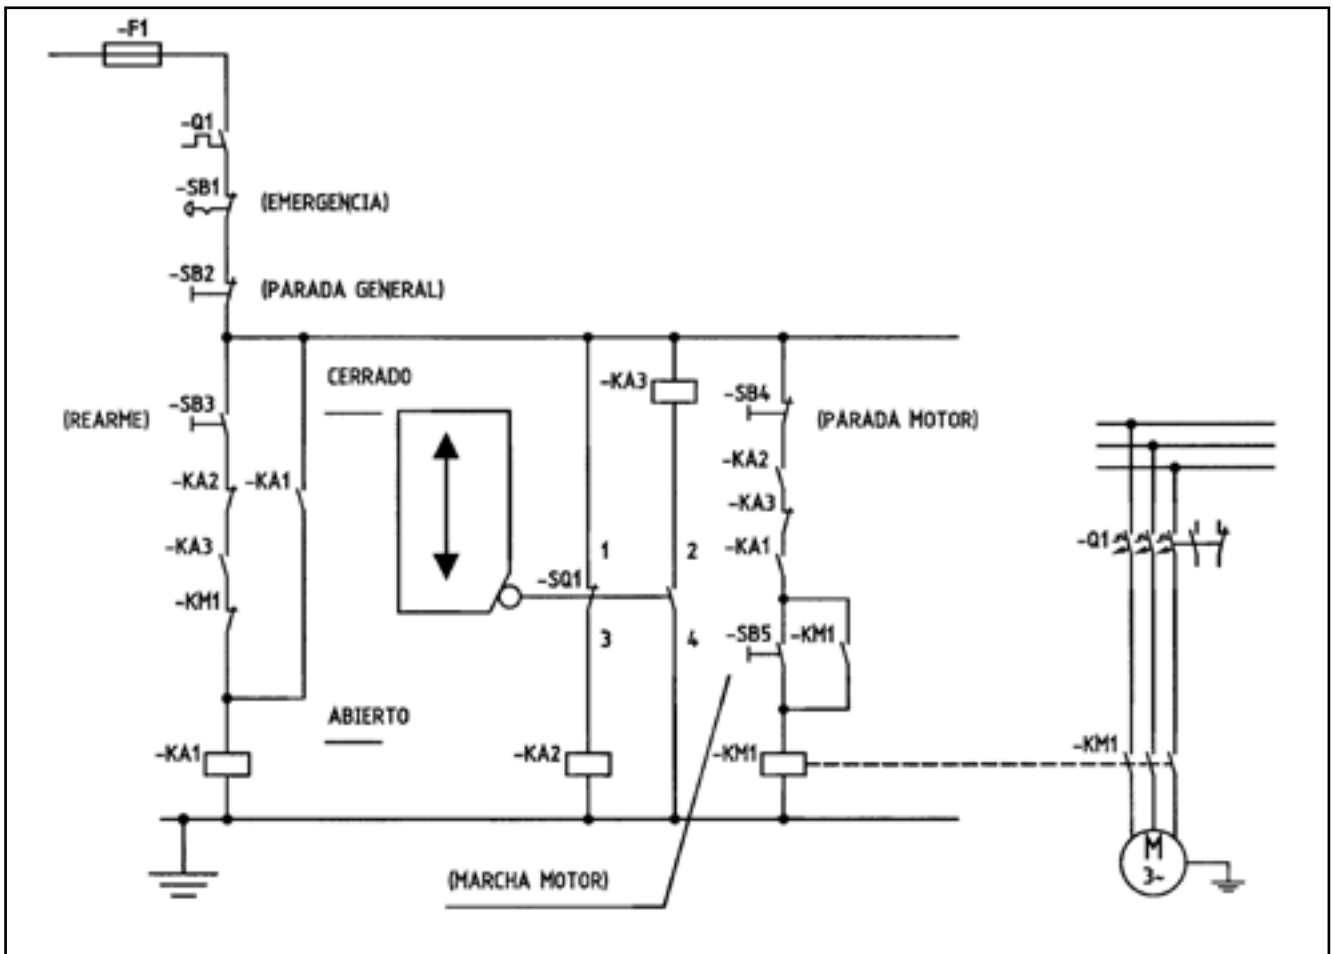 -F1
-Q1
-SB1
(EMERGENCIA)
-SB2
(PARADA GENERAL)
CERRADO
-KA3
-SB4
-SB3
(REARME)
(PARADA MOTOR)
-KA2
-KA2
-KA1
-KA3
-KA3
-KA1
1
2
-Q1
-SQ1
-KM1
3
4
-SB5
-KM1
ABIERTO
-KA1
-KA2
-KM1
-KM1
M
3~
(MARCHA MOTOR)